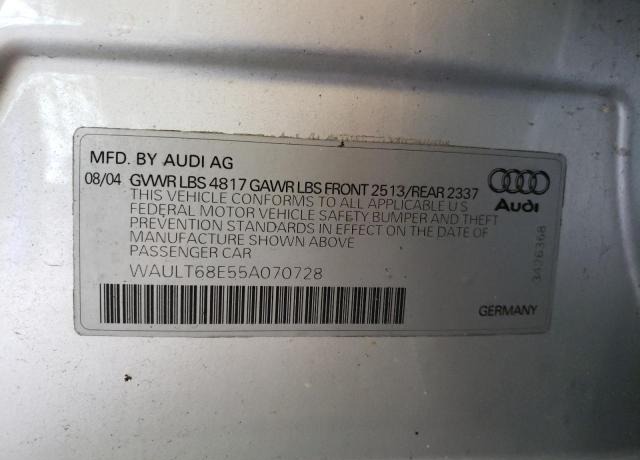 MFD. BY AUDI AG
08/04 GVWR LBS 4817 GAWR LBS FRONT 2513/REAR 2337
THIS VEHICLE CONFORMS TO ALL APPLICABLE U S
FEDERAL MOTOR VEHICLE SAFETY BUMPER AND THEFT
PREVENTION STANDARDS IN EFFECT ON THE DATE OF
MANUFACTURE SHOWN ABOVE
PASSENGER CAR
WAULT68E55A070728
Audi
3426368
GERMANY